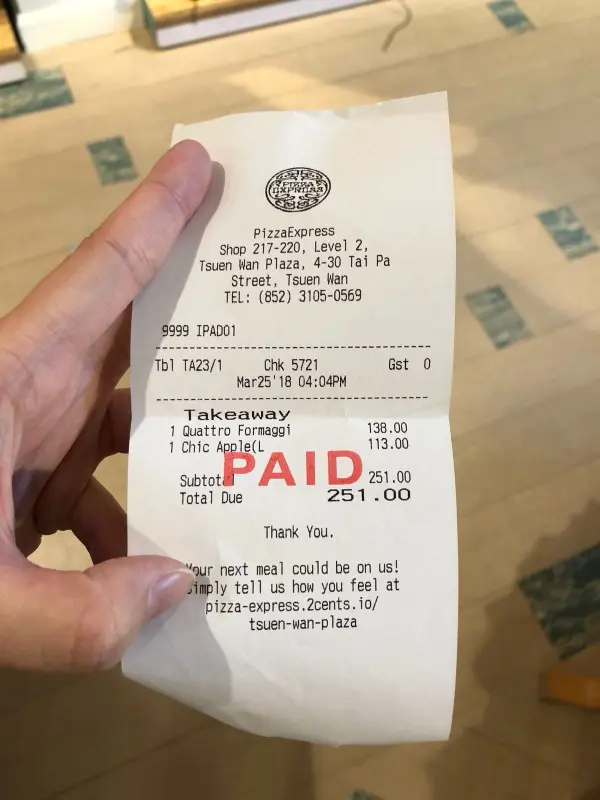 PIZZA
EXPRESS
PizzaExpress
Shop 217-220, Level 2,
Tsuen Wan Plaza, 4-30 Tai Pa
Street, Tsuen Wan
TEL: (852) 3105-0569
9999 IPAD01
Tbl TA23/1 Chk 5721 Gst 0
Mar25'18 04:04PM
Takeaway
1 Quattro Formaggi 138.00
1 Chic Apple(L 113.00
PAID
Subtotal 251.00
Total Due 251.00
Thank You.
Your next meal could be on us!
Simply tell us how you feel at
pizza-express.2cents.io/
tsuen-wan-plaza